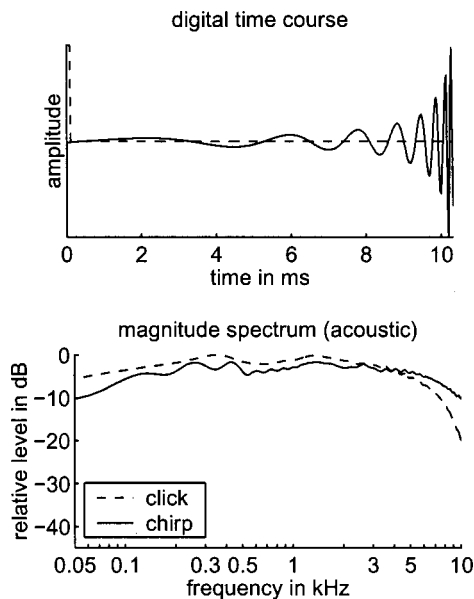 digital time course
amplitude
0 2 4 6 8 10
time in ms
magnitude spectrum (acoustic)
relative level in dB
0
−10
−20
−30
−40
click
chirp
0.05 0.1 0.3 0.5 1 3 5 10
frequency in kHz